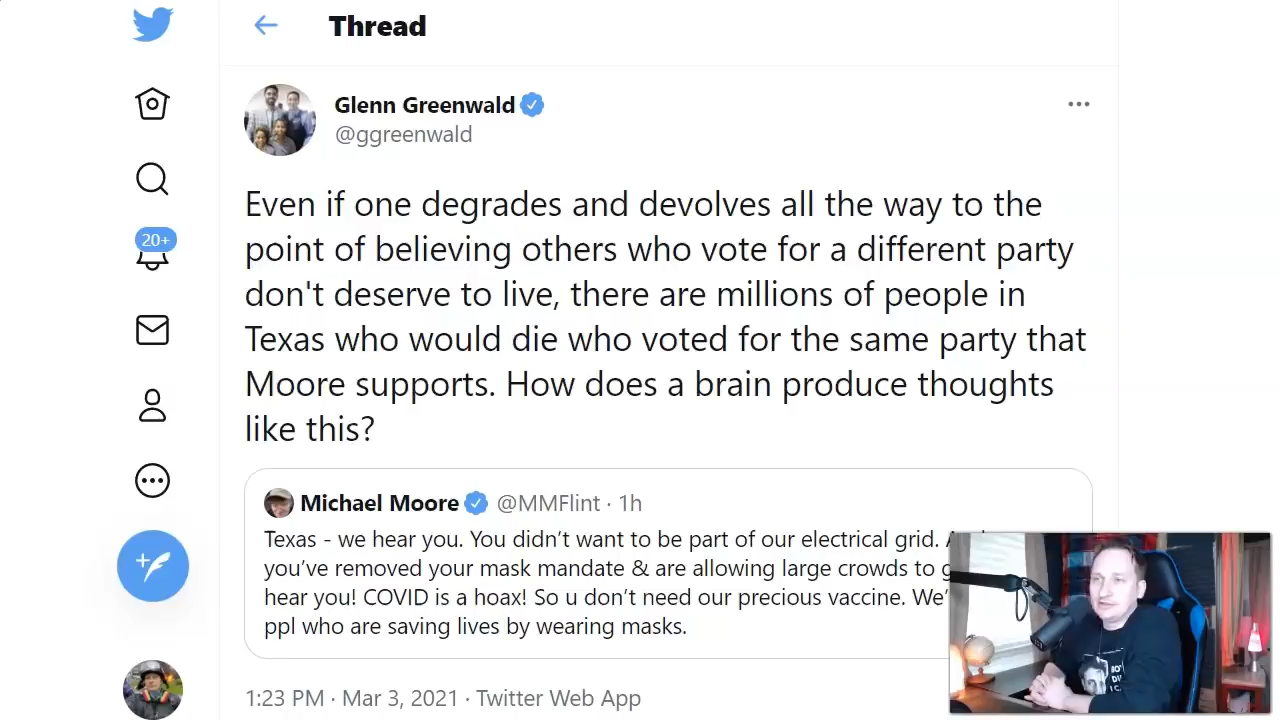 Thread
Glenn Greenwald
@ggreenwald
Even if one degrades and devolves all the way to the
point of believing others who vote for a different party
don't deserve to live, there are millions of people in
Texas who would die who voted for the same party that
Moore supports. How does a brain produce thoughts
like this?
20+
Michael Moore @MMFlint · 1h
Texas - we hear you. You didn’t want to be part of our electrical grid.
you’ve removed your mask mandate & are allowing large crowds to
hear you! COVID is a hoax! So u don’t need our precious vaccine. We’
ppl who are saving lives by wearing masks.
1:23 PM · Mar 3, 2021 · Twitter Web App